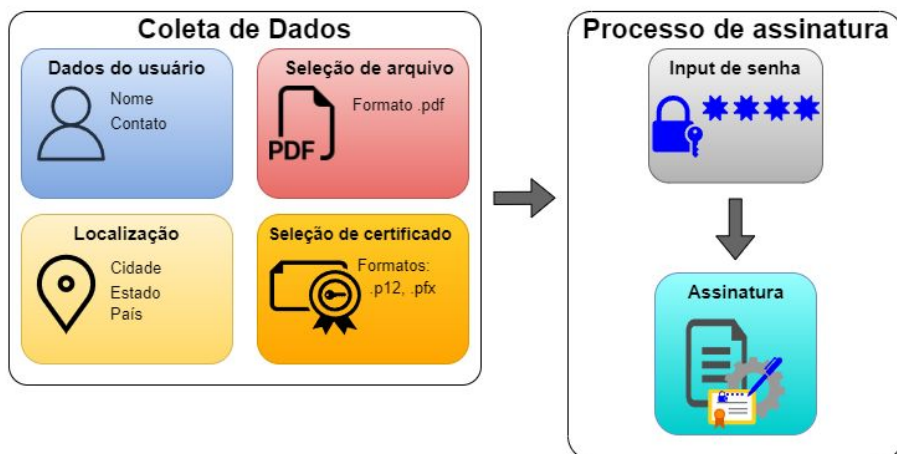 Coleta de Dados
Dados do usuário
Nome
Contato
Seleção de arquivo
Formato .pdf
PDF
Localização
Cidade
Estado
País
Seleção de certificado
Formatos:
.p12, .pfx
Processo de assinatura
Input de senha
Assinatura